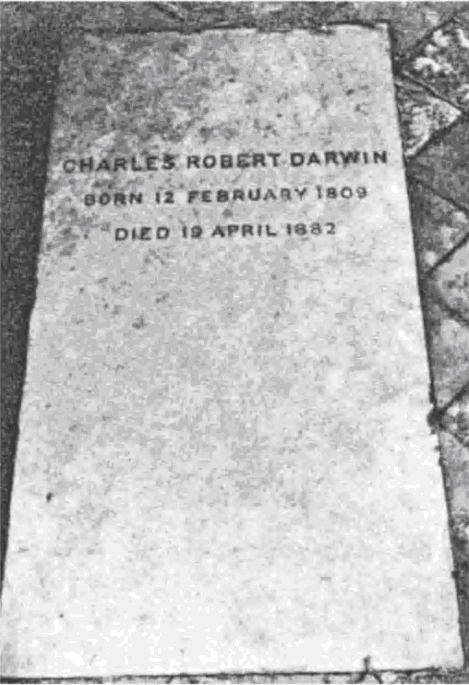 CHARLES ROBERT DARWIN
BORN 12 FEBRUARY 1809
DIED 19 APRIL 1882